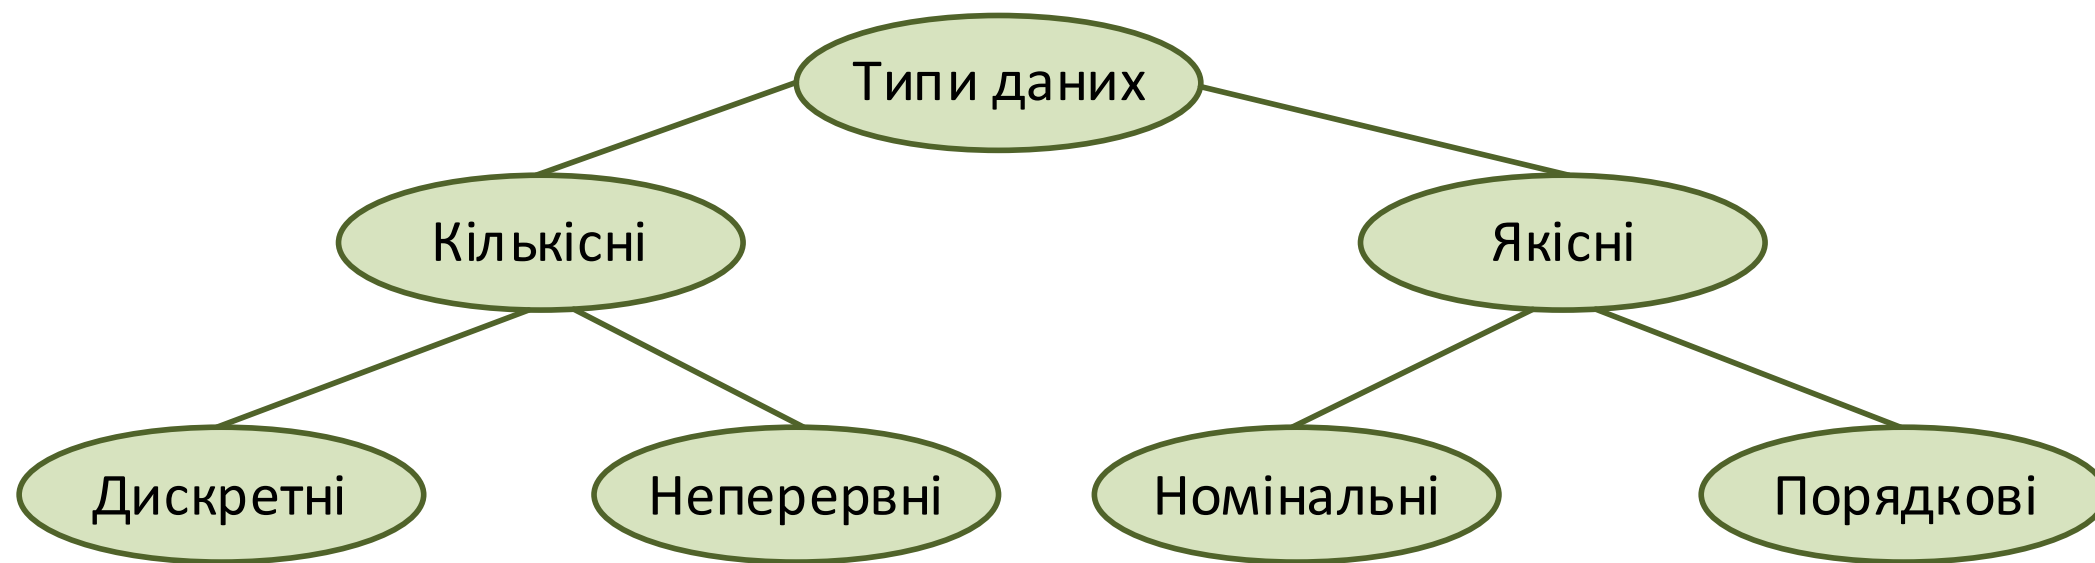 Типи даних
Кількісні
Якісні
Дискретні
Неперервні
Номінальні
Порядкові